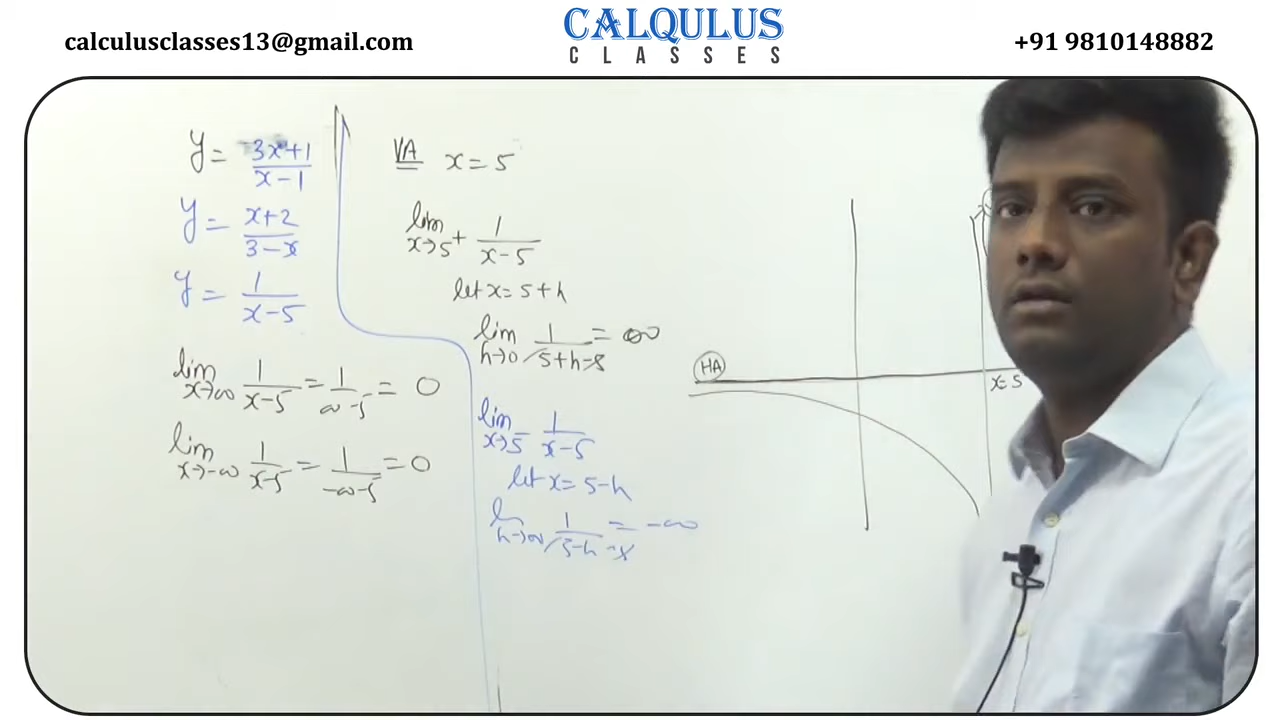 calculusclasses13@gmail.com
CALQULUS
CLASSES
+91 9810148882
y = 3x+1 / x-1
y = x+2 / 3-x
y = 1 / x-5
lim x→∞ 1/x-5 = 1/∞-5 = 0
lim x→-∞ 1/x-5 = 1/-∞-5 = 0
VA x = 5
lim x→5+ 1/x-5
let x = 5+h
lim h→0 1/5+h-5 = ∞
lim x→5- 1/x-5
let x = 5-h
1/5-h-5 = -∞
HA
x=5